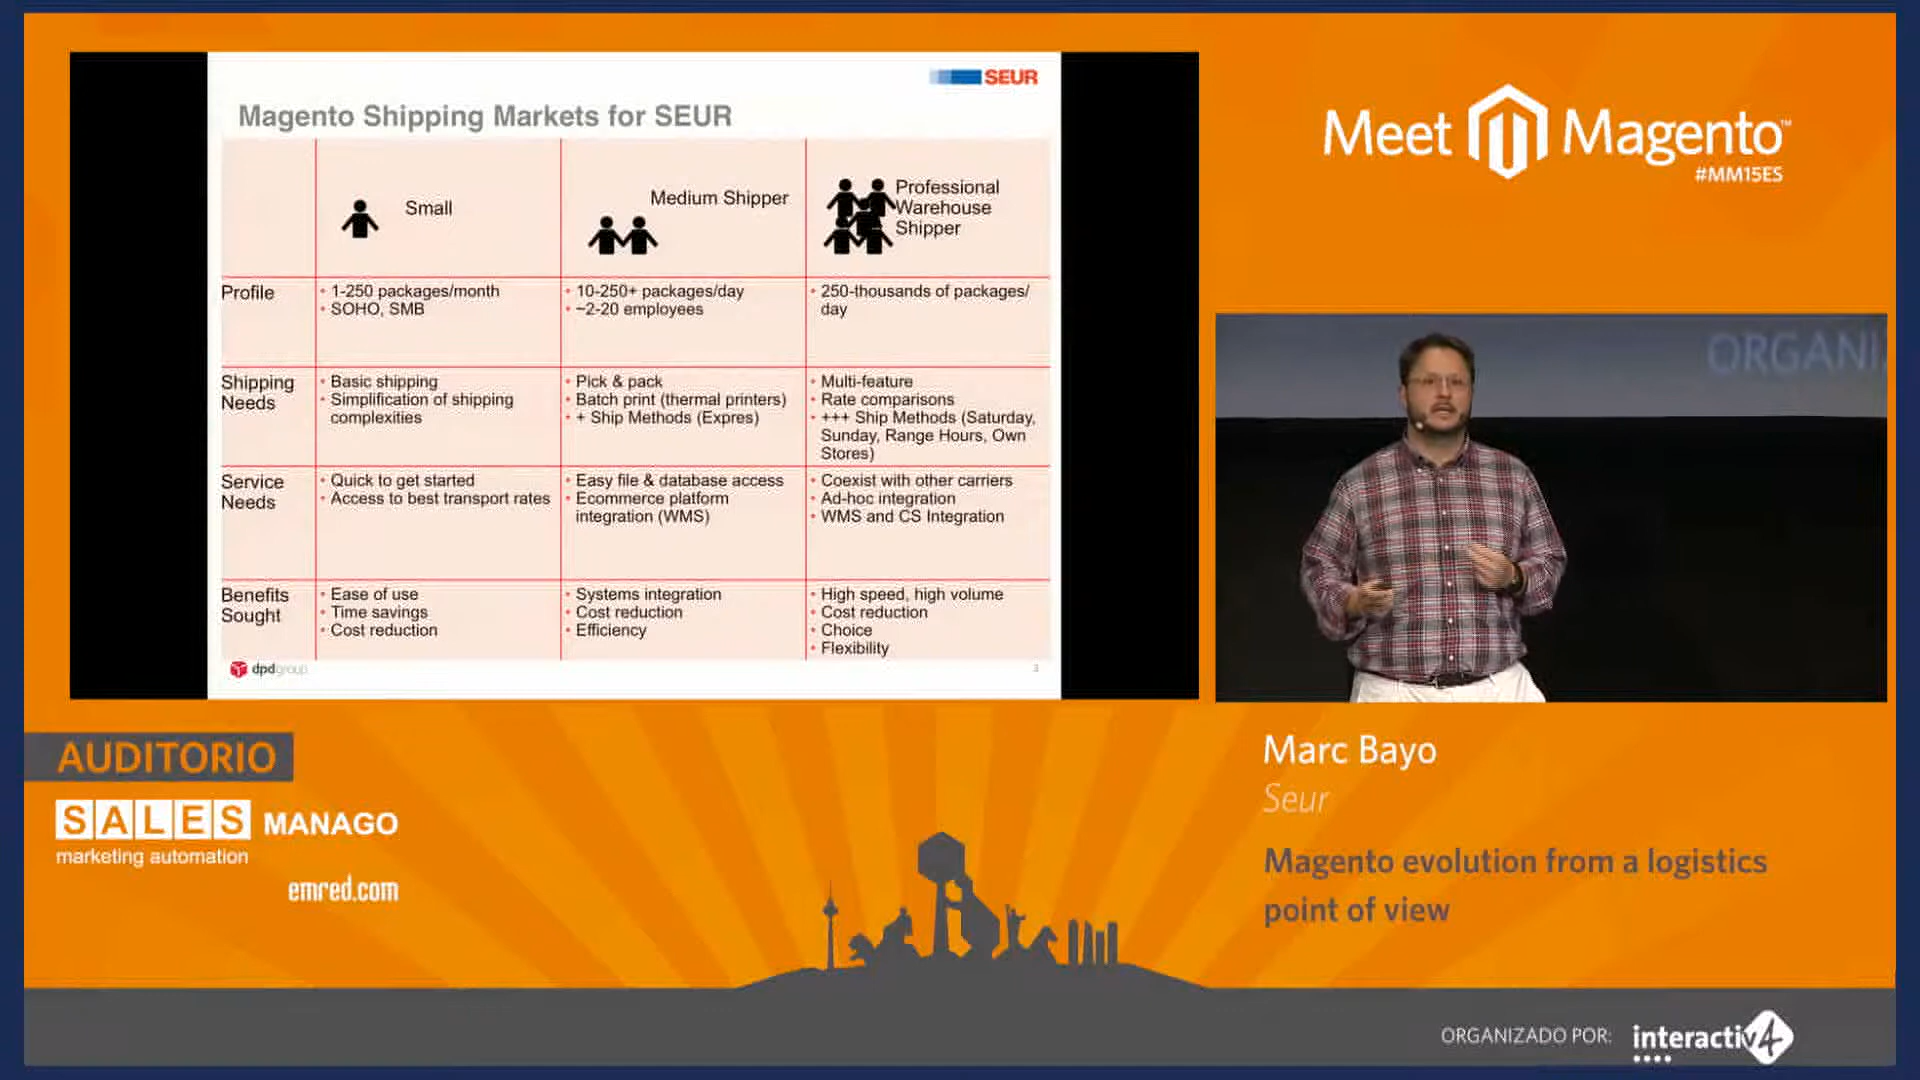 SEUR
Magento Shipping Markets for SEUR
Small
Medium Shipper
Professional
Warehouse
Shipper
Profile
• 1-250 packages/month
• SOHO, SMB
• 10-250+ packages/day
• ~2-20 employees
• 250-thousands of packages/
day
Shipping
Needs
• Basic shipping
• Simplification of shipping
complexities
• Pick & pack
• Batch print (thermal printers)
• + Ship Methods (Expres)
• Multi-feature
• Rate comparisons
• +++ Ship Methods (Saturday,
Sunday, Range Hours, Own
Stores)
Service
Needs
• Quick to get started
• Access to best transport rates
• Easy file & database access
• Ecommerce platform
integration (WMS)
• Coexist with other carriers
• Ad-hoc integration
• WMS and CS Integration
Benefits
Sought
• Ease of use
• Time savings
• Cost reduction
• Systems integration
• Cost reduction
• Efficiency
• High speed, high volume
• Cost reduction
• Choice
• Flexibility
dpdgroup
3
Meet Magento™
#MM15ES
ORGANI
Marc Bayo
Seur
Magento evolution from a logistics
point of view
AUDITORIO
SALES MANAGO
marketing automation
emred.com
ORGANIZADO POR: interactiv4